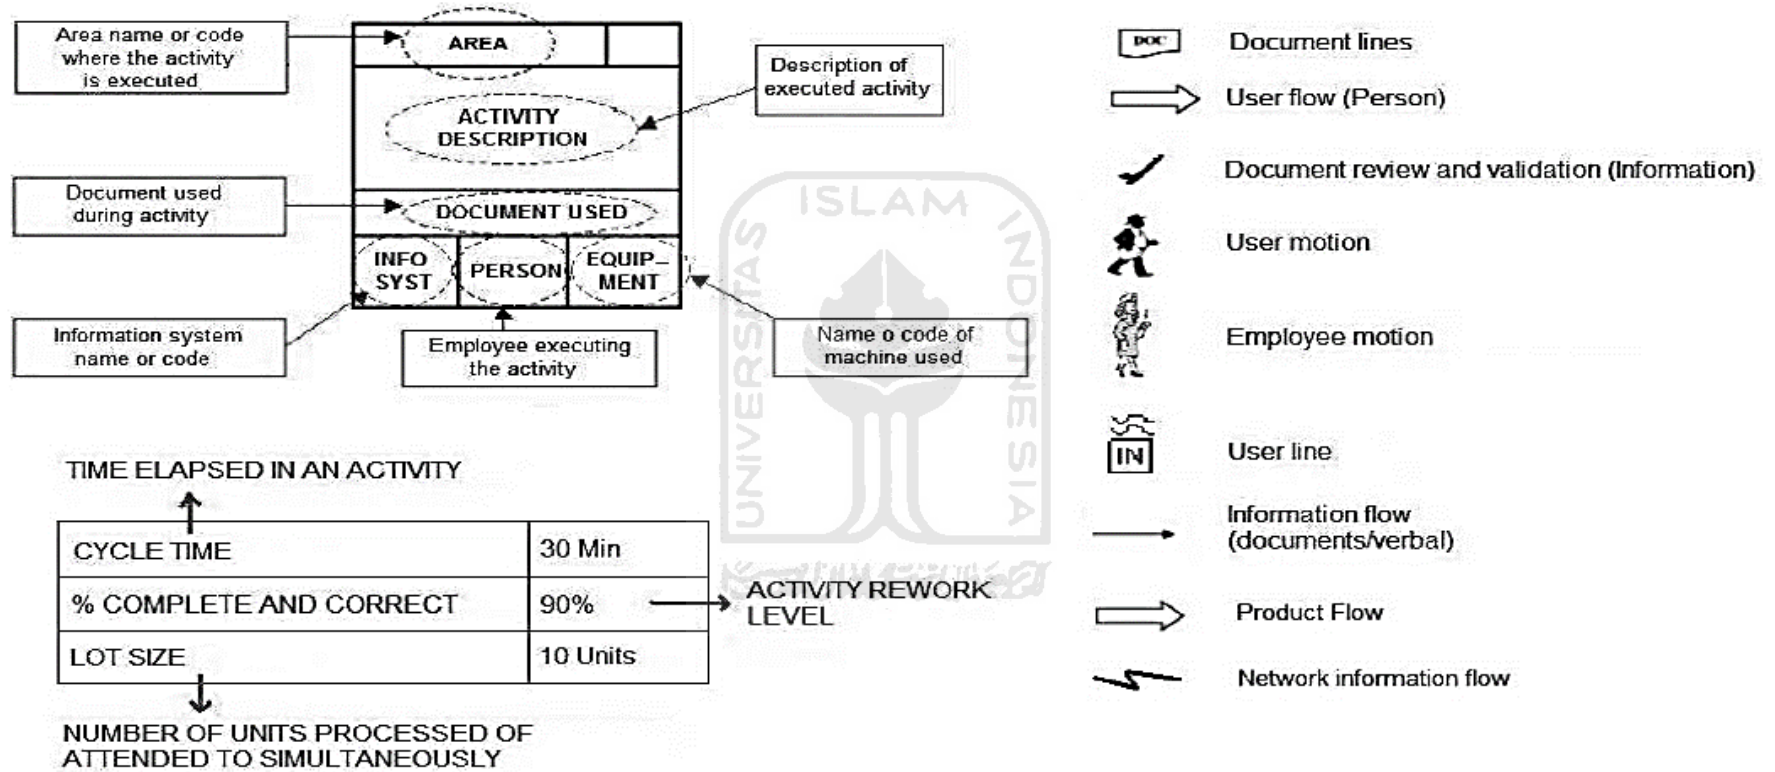 Area name or code
where the activity
is executed
AREA
Description of
executed activity
ACTIVITY
DESCRIPTION
Document used
during activity
DOCUMENT USED
INFO
SYST
PERSON
EQUIP-
MENT
Information system
name or code
Employee executing
the activity
Name o code of
machine used
TIME ELAPSED IN AN ACTIVITY
CYCLE TIME
30 Min
% COMPLETE AND CORRECT
90%
ACTIVITY REWORK
LEVEL
LOT SIZE
10 Units
NUMBER OF UNITS PROCESSED OF
ATTENDED TO SIMULTANEOUSLY
UNIVERSITAS
ISLAM
INDONESIA
DOC
Document lines
User flow (Person)
Document review and validation (Information)
User motion
Employee motion
IN
User line
Information flow
(documents/verbal)
Product Flow
Network information flow